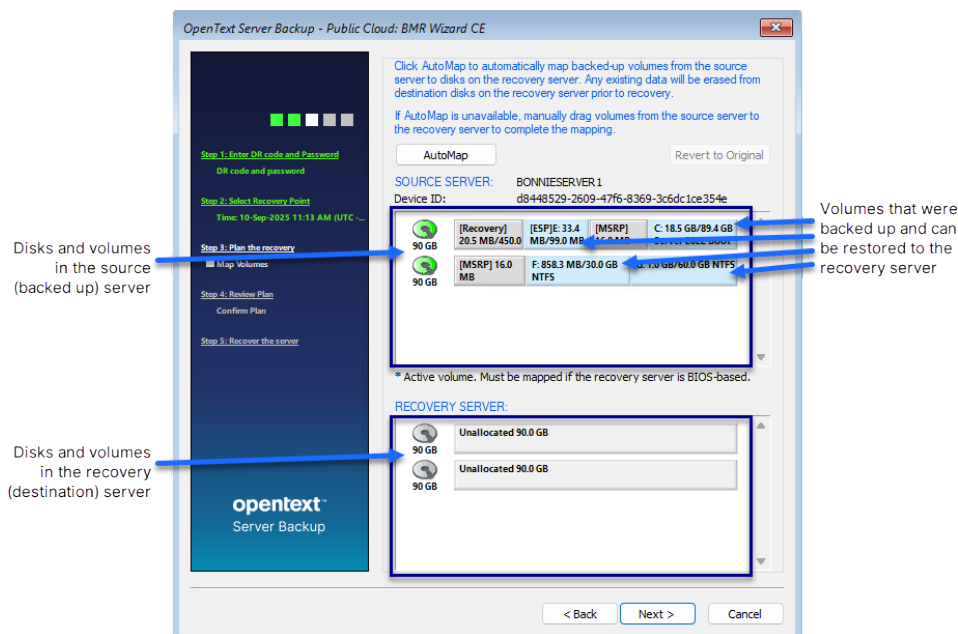 OpenText Server Backup - Public Cloud: BMR Wizard CE
Click AutoMap to automatically map backed-up volumes from the source
server to disks on the recovery server. Any existing data will be erased from
destination disks on the recovery server prior to recovery.
If AutoMap is unavailable, manually drag volumes from the source server to
the recovery server to complete the mapping.
AutoMap
Revert to Original
Step 1: Enter DR code and Password
DR code and password
Step 2: Select Recovery Point
Time: 10-Sep-2025 11:13 AM (UTC -...
Step 3: Plan the recovery
Map Volumes
Step 4: Review Plan
Confirm Plan
Step 5: Recover the server
opentext™
Server Backup
SOURCE SERVER: BONNIESERVER1
Device ID: d8448529-2609-47f6-8369-3c6dc1ce354e
90 GB
[Recovery]
20.5 MB/450.0
[ESP]E: 33.4
MB/99.0 MB
[MSRP]
C: 18.5 GB/89.4 GB
90 GB
[MSRP] 16.0
MB
F: 858.3 MB/30.0 GB
NTFS
1.0 GB/60.0 GB NTFS
* Active volume. Must be mapped if the recovery server is BIOS-based.
RECOVERY SERVER:
90 GB
Unallocated 90.0 GB
90 GB
Unallocated 90.0 GB
< Back
Next >
Cancel
Disks and volumes
in the source
(backed up) server
Disks and volumes
in the recovery
(destination) server
Volumes that were
backed up and can
be restored to the
recovery server